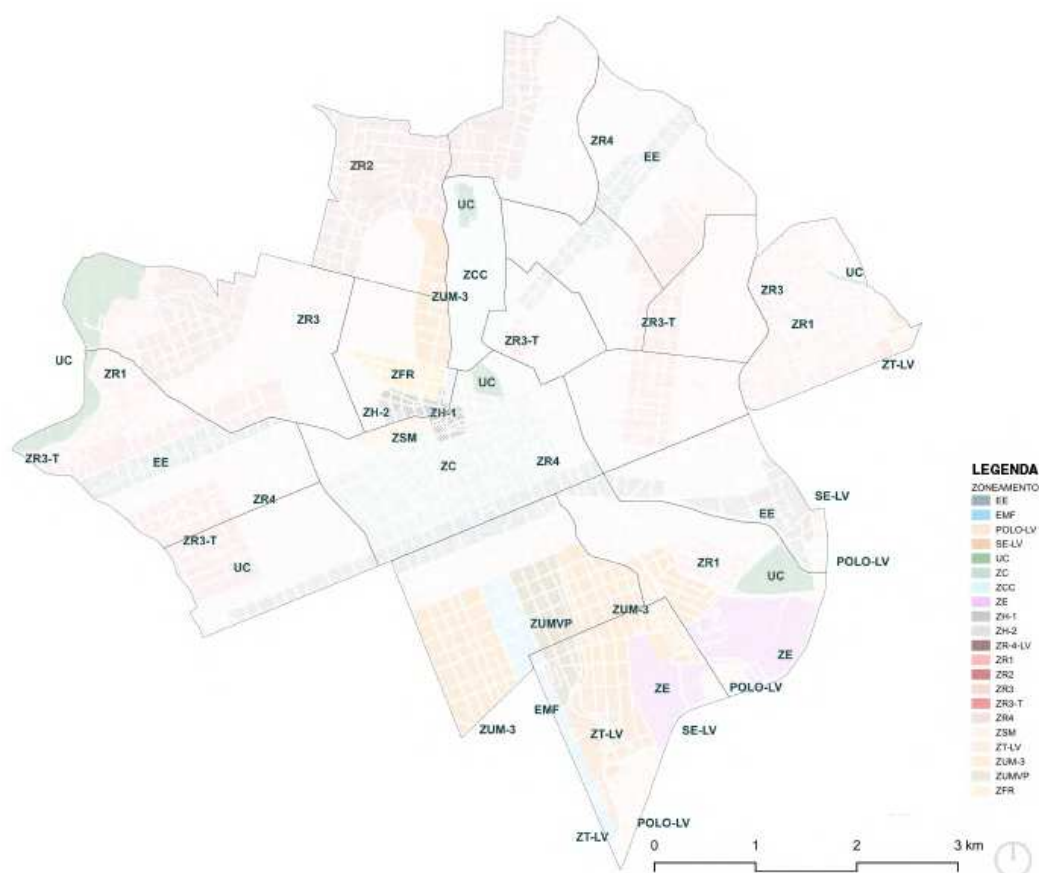 ZR4
EE
ZR2
UC
ZCC
UC
ZR3
ZUM-3
ZR3
ZR1
ZR3-T
ZR3-T
UC
ZR1
ZT-LV
ZFR
UC
ZH-2
ZH-1
ZSM
ZR3-T
EE
ZC
ZR4
ZR4
SE-LV
EE
ZR3-T
UC
ZR1
POLO-LV
UC
ZUMVP
ZUM-3
ZE
ZE
POLO-LV
EMF
ZUM-3
ZT-LV
SE-LV
POLO-LV
ZT-LV
LEGENDA
ZONEAMENTO
EE
EMF
POLO-LV
SE-LV
UC
ZC
ZCC
ZE
ZH-1
ZH-2
ZR-4-LV
ZR1
ZR2
ZR3
ZR3-T
ZR4
ZSM
ZT-LV
ZUM-3
ZUMVP
ZFR
0 1 2 3 km